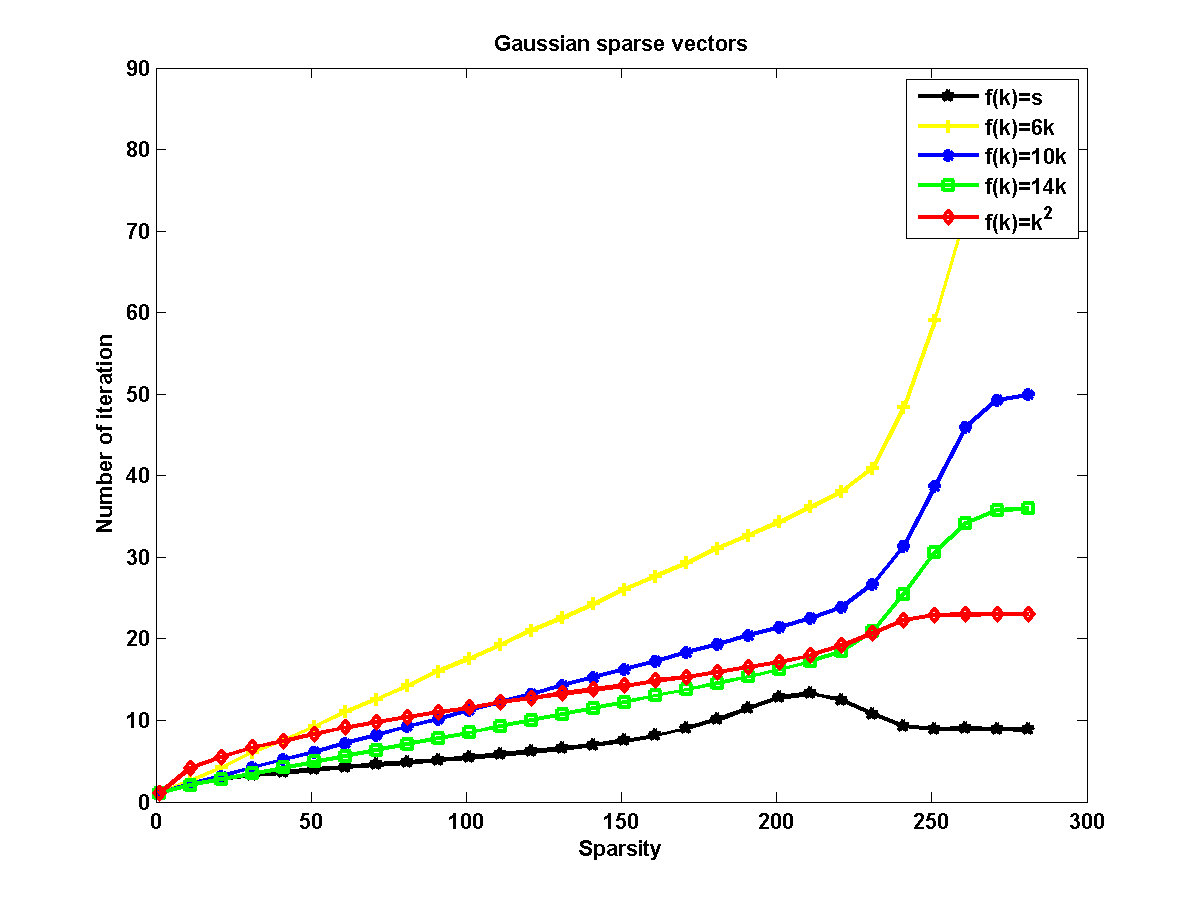 Gaussian sparse vectors
90
80
70
60
50
40
30
20
10
0
Number of iteration
f(k)=s
f(k)=6k
f(k)=10k
f(k)=14k
f(k)=k²
0 50 100 150 200 250 300
Sparsity